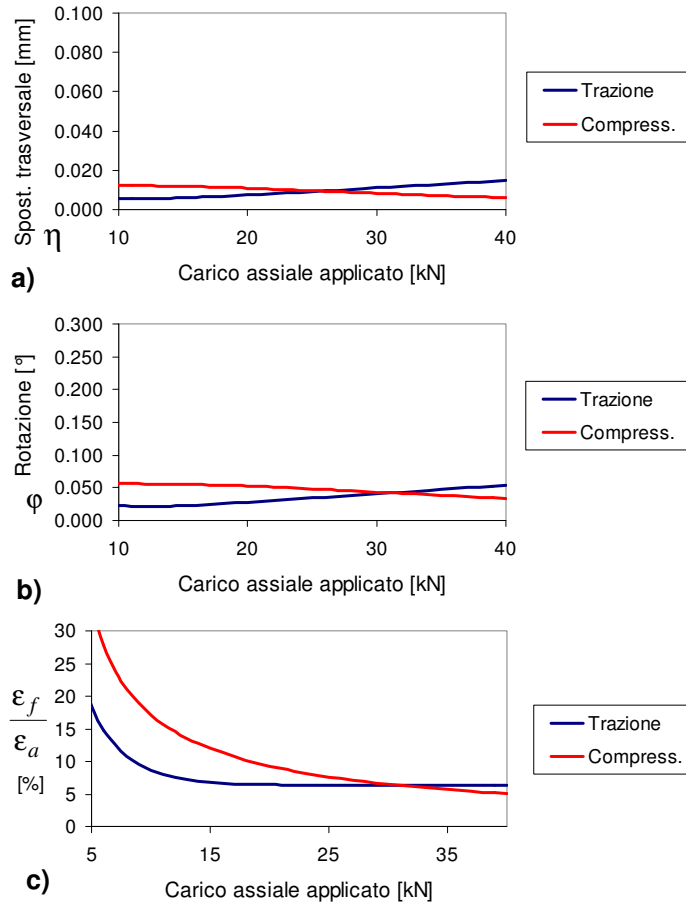 0.100
0.080
0.060
0.040
0.020
0.000
Spost. trasversale [mm]
η
10 20 30 40
Carico assiale applicato [kN]
Trazione
Compress.
a)
0.300
0.250
0.200
0.150
0.100
0.050
0.000
Rotazione [°]
φ
10 20 30 40
Carico assiale applicato [kN]
Trazione
Compress.
b)
30
25
20
15
10
5
0
ε_f
ε_a
[%]
5 15 25 35
Carico assiale applicato [kN]
Trazione
Compress.
c)